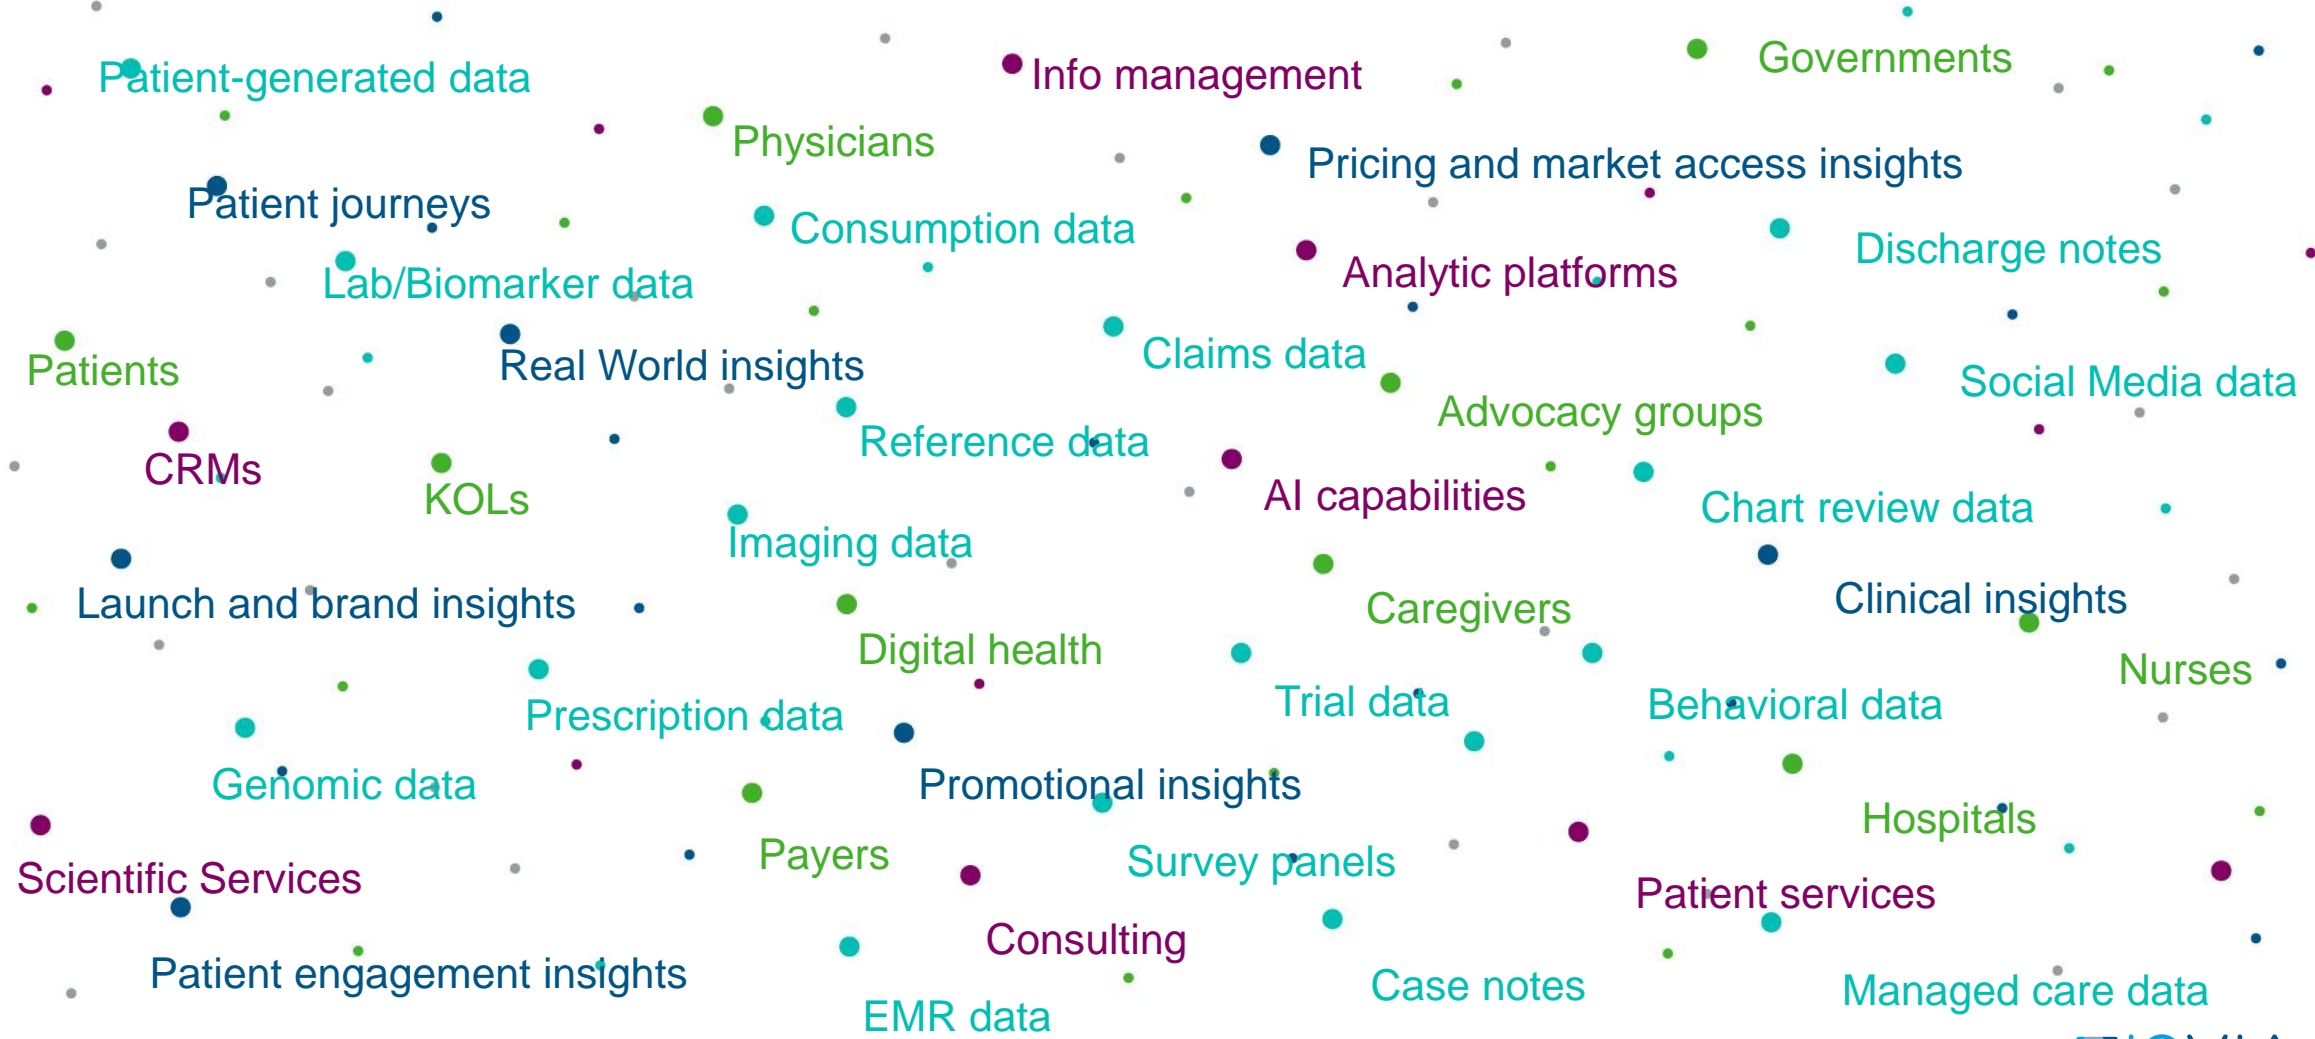 Governments
Info management
Patient-generated data
Physicians
Pricing and market access insights
Patient journeys
Consumption data
Discharge notes
Analytic platforms
Lab/Biomarker data
Claims data
Real World insights
Patients
Social Media data
Advocacy groups
Reference data
CRMs
AI capabilities
KOLs
Chart review data
Imaging data
Clinical insights
Launch and brand insights
Caregivers
Digital health
Nurses
Trial data
Behavioral data
Prescription data
Genomic data
Promotional insights
Hospitals
Payers
Survey panels
Scientific Services
Patient services
Consulting
Patient engagement insights
Case notes
Managed care data
EMR data